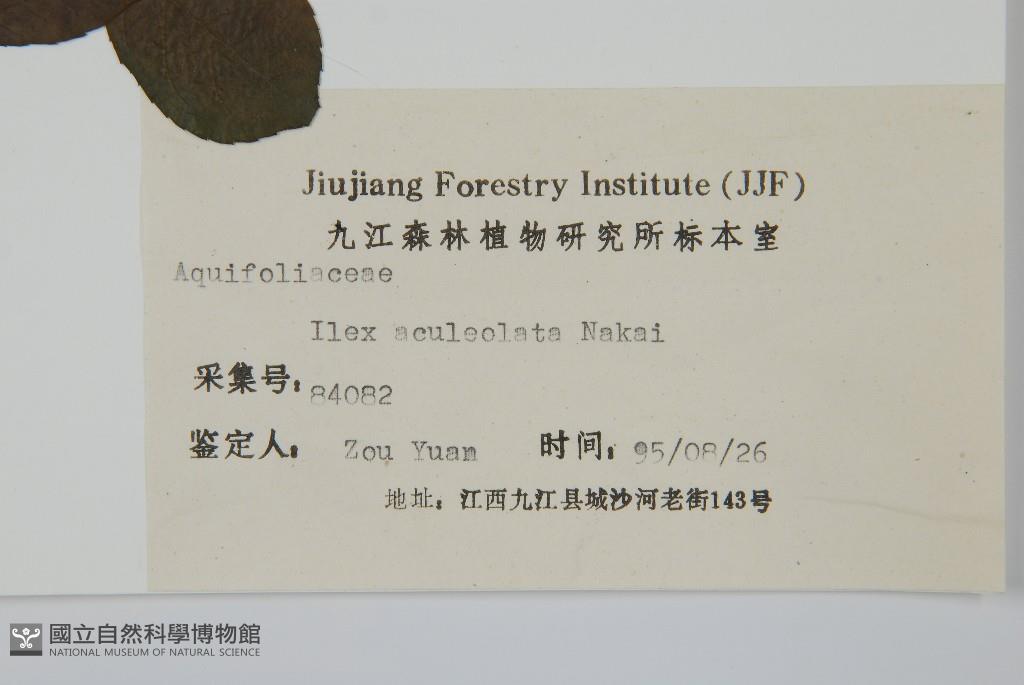 Jiujiang Forestry Institute (JJF)
九江森林植物研究所标本室
Aquifoliaceae
Ilex aculeolata Nakai
采集号: 84082
鉴定人: Zou Yuan 时间: 95/08/26
地址: 江西九江县城沙河老街143号
國立自然科學博物館
NATIONAL MUSEUM OF NATURAL SCIENCE